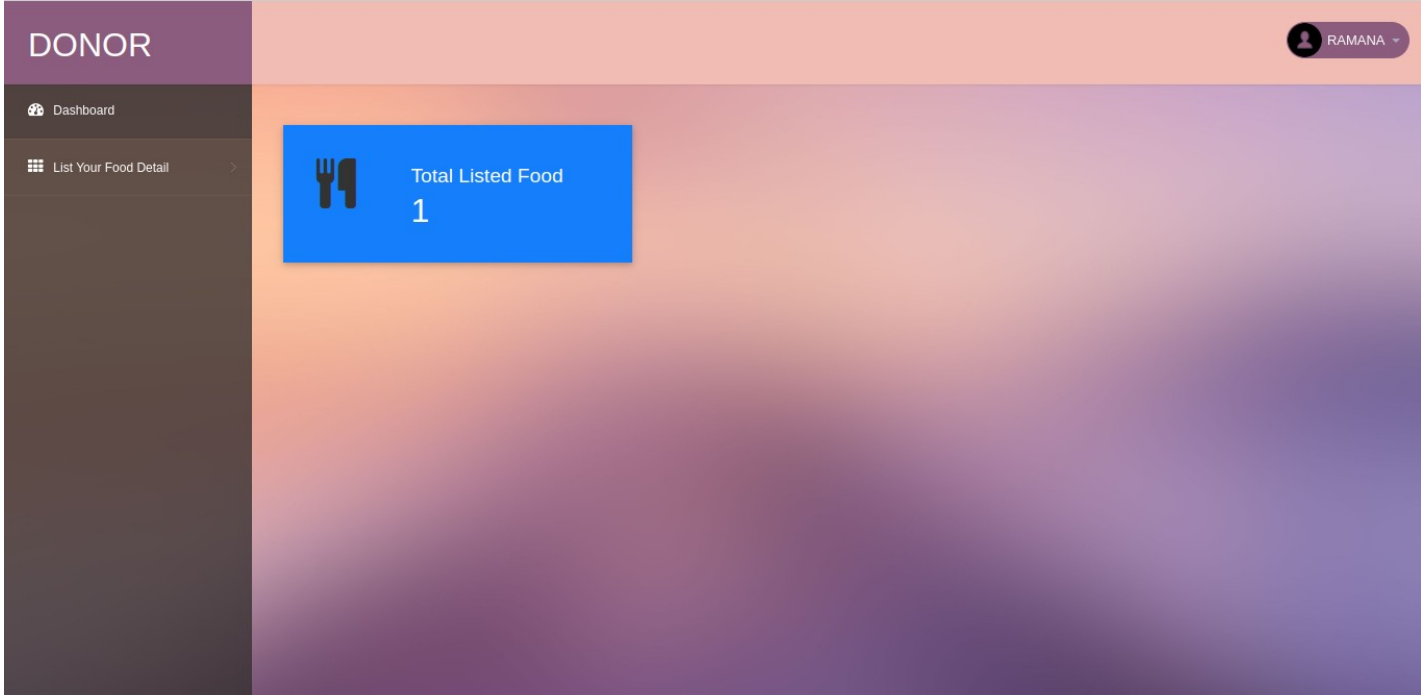 DONOR
RAMANA
Dashboard
List Your Food Detail
Total Listed Food
1